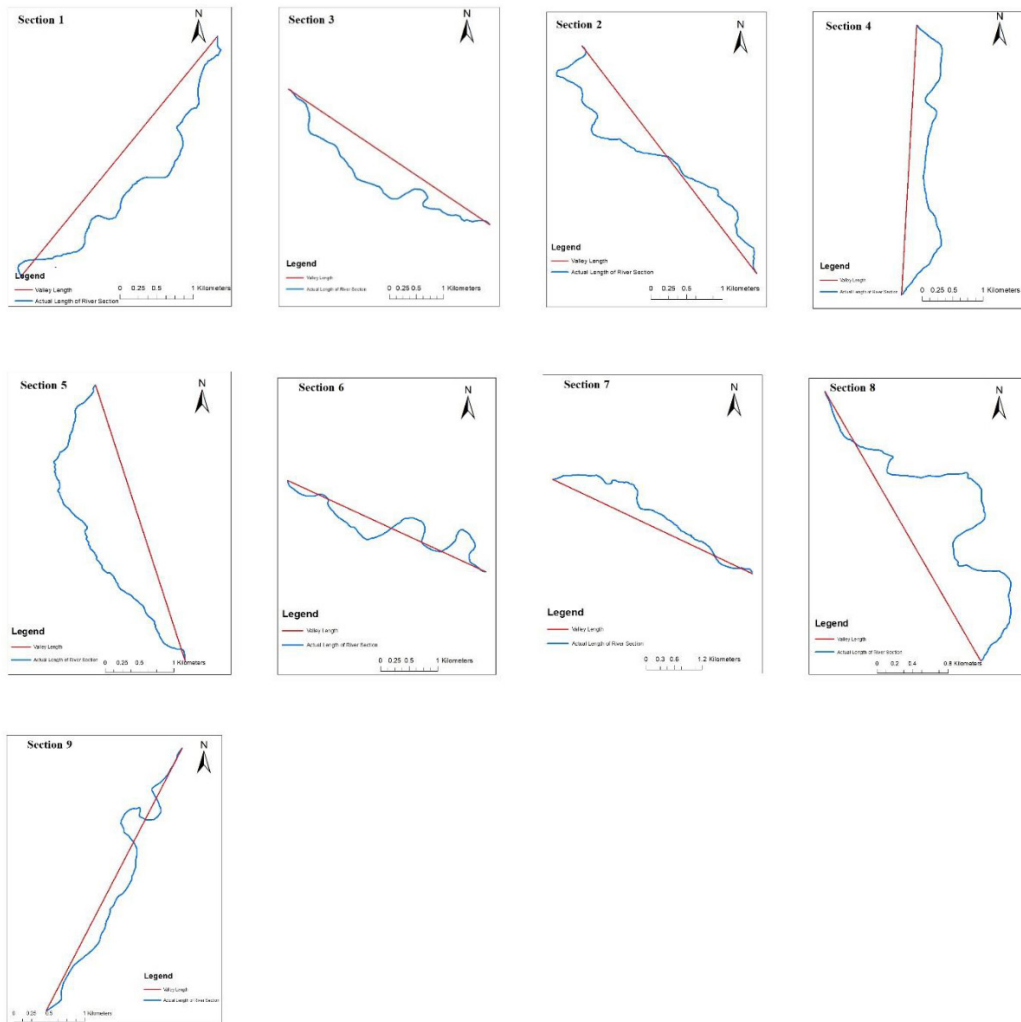 Section 1
N
Legend
Valley Length
Actual Length of River Section
0 0.25 0.5 1 Kilometers
Section 3
N
Legend
Valley Length
Actual Length of River Section
0 0.25 0.5 1 Kilometers
Section 2
N
Legend
Valley Length
Actual Length of River Section
0 0.25 0.5 1 Kilometers
Section 4
N
Legend
Valley Length
Actual Length of River Section
0 0.25 0.5 1 Kilometers
Section 5
N
Legend
Valley Length
Actual Length of River Section
0 0.25 0.5 1 Kilometers
Section 6
N
Legend
Valley Length
Actual Length of River Section
0 0.25 0.5 1 Kilometers
Section 7
N
Legend
Valley Length
Actual Length of River Section
0 0.3 0.6 1.2 Kilometers
Section 8
N
Legend
Valley Length
Actual Length of River Section
0 0.2 0.4 0.8 Kilometers
Section 9
N
Legend
Valley Length
Actual Length of River Section
0 0.25 0.5 1 Kilometers